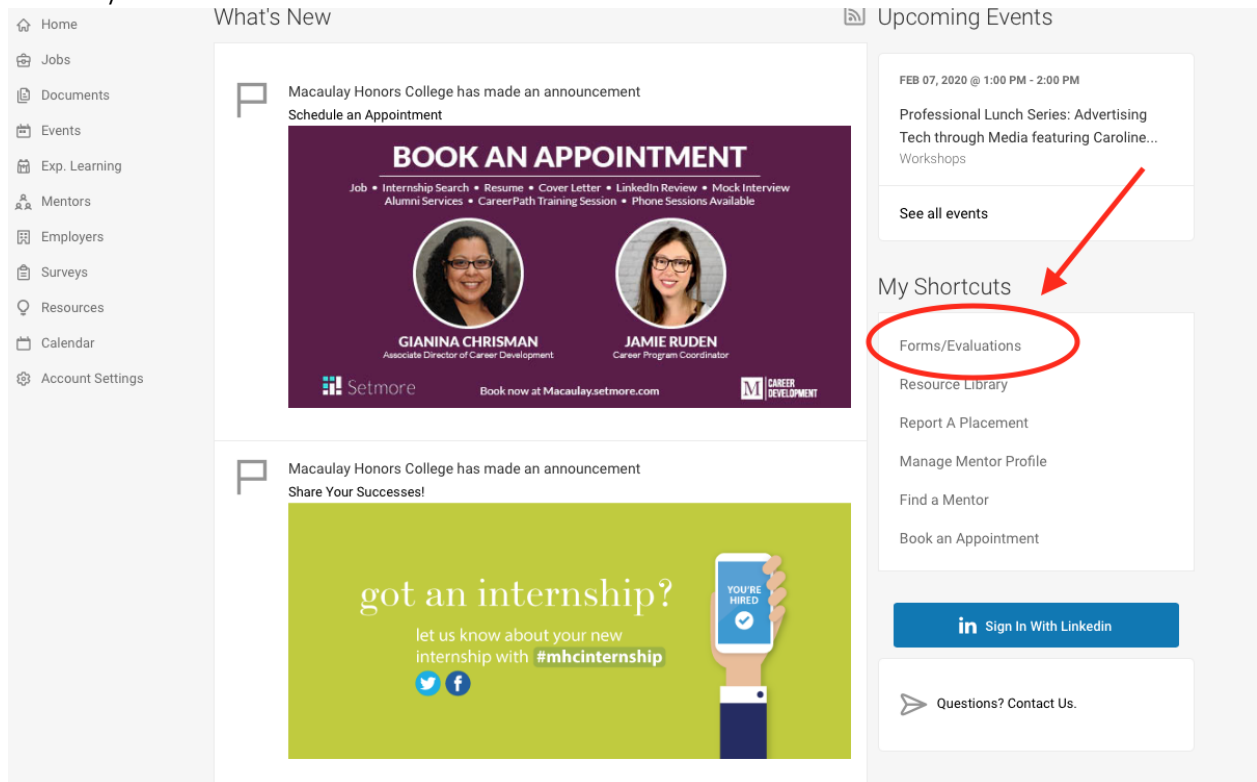 Home
Jobs
Documents
Events
Exp. Learning
Mentors
Employers
Surveys
Resources
Calendar
Account Settings
What's New
Macaulay Honors College has made an announcement
Schedule an Appointment
BOOK AN APPOINTMENT
Job • Internship Search • Resume • Cover Letter • LinkedIn Review • Mock Interview
Alumni Services • CareerPath Training Session • Phone Sessions Available
GIANINA CHRISMAN
Associate Director of Career Development
JAMIE RUDEN
Career Program Coordinator
Setmore
Book now at Macaulay.setmore.com
M CAREER
DEVELOPMENT
Macaulay Honors College has made an announcement
Share Your Successes!
got an internship?
let us know about your new
internship with #mhcinternship
YOU'RE
HIRED
Upcoming Events
FEB 07, 2020 @ 1:00 PM - 2:00 PM
Professional Lunch Series: Advertising
Tech through Media featuring Caroline...
Workshops
See all events
My Shortcuts
Forms/Evaluations
Resource Library
Report A Placement
Manage Mentor Profile
Find a Mentor
Book an Appointment
in Sign In With Linkedin
Questions? Contact Us.